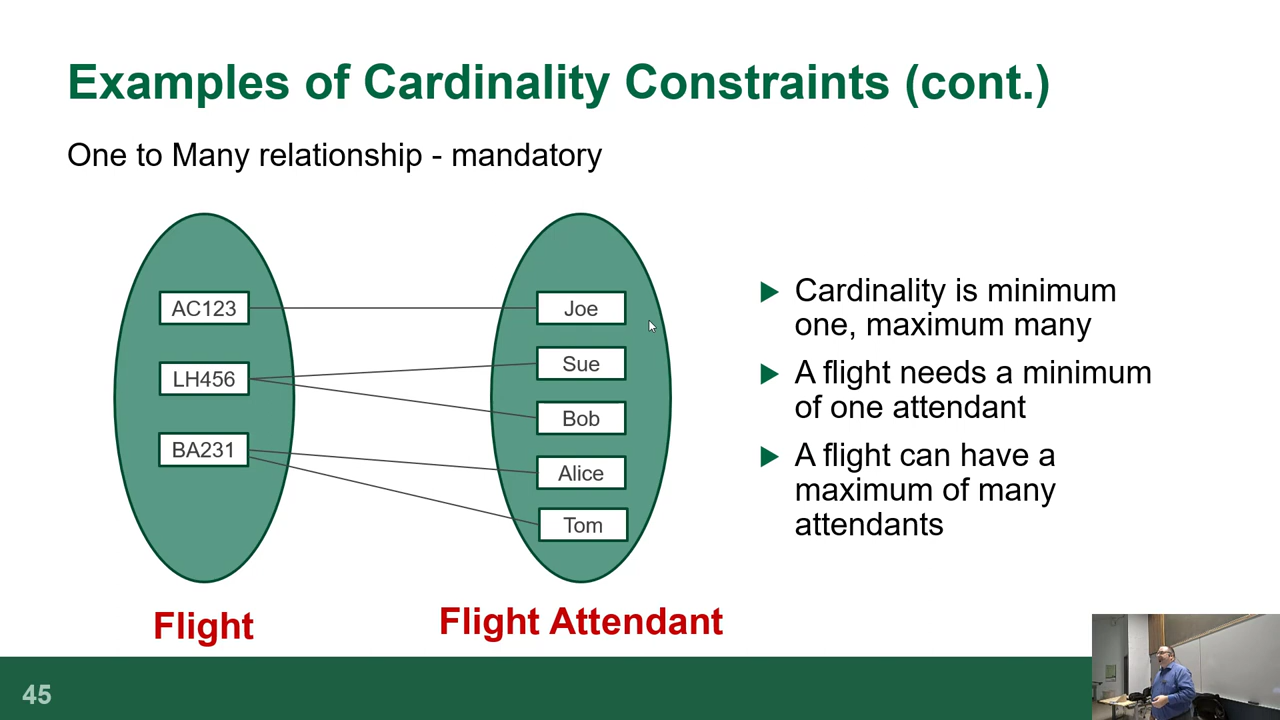 Examples of Cardinality Constraints (cont.)
One to Many relationship - mandatory
AC123
LH456
BA231
Flight
Joe
Sue
Bob
Alice
Tom
Flight Attendant
Cardinality is minimum
one, maximum many
A flight needs a minimum
of one attendant
A flight can have a
maximum of many
attendants
45